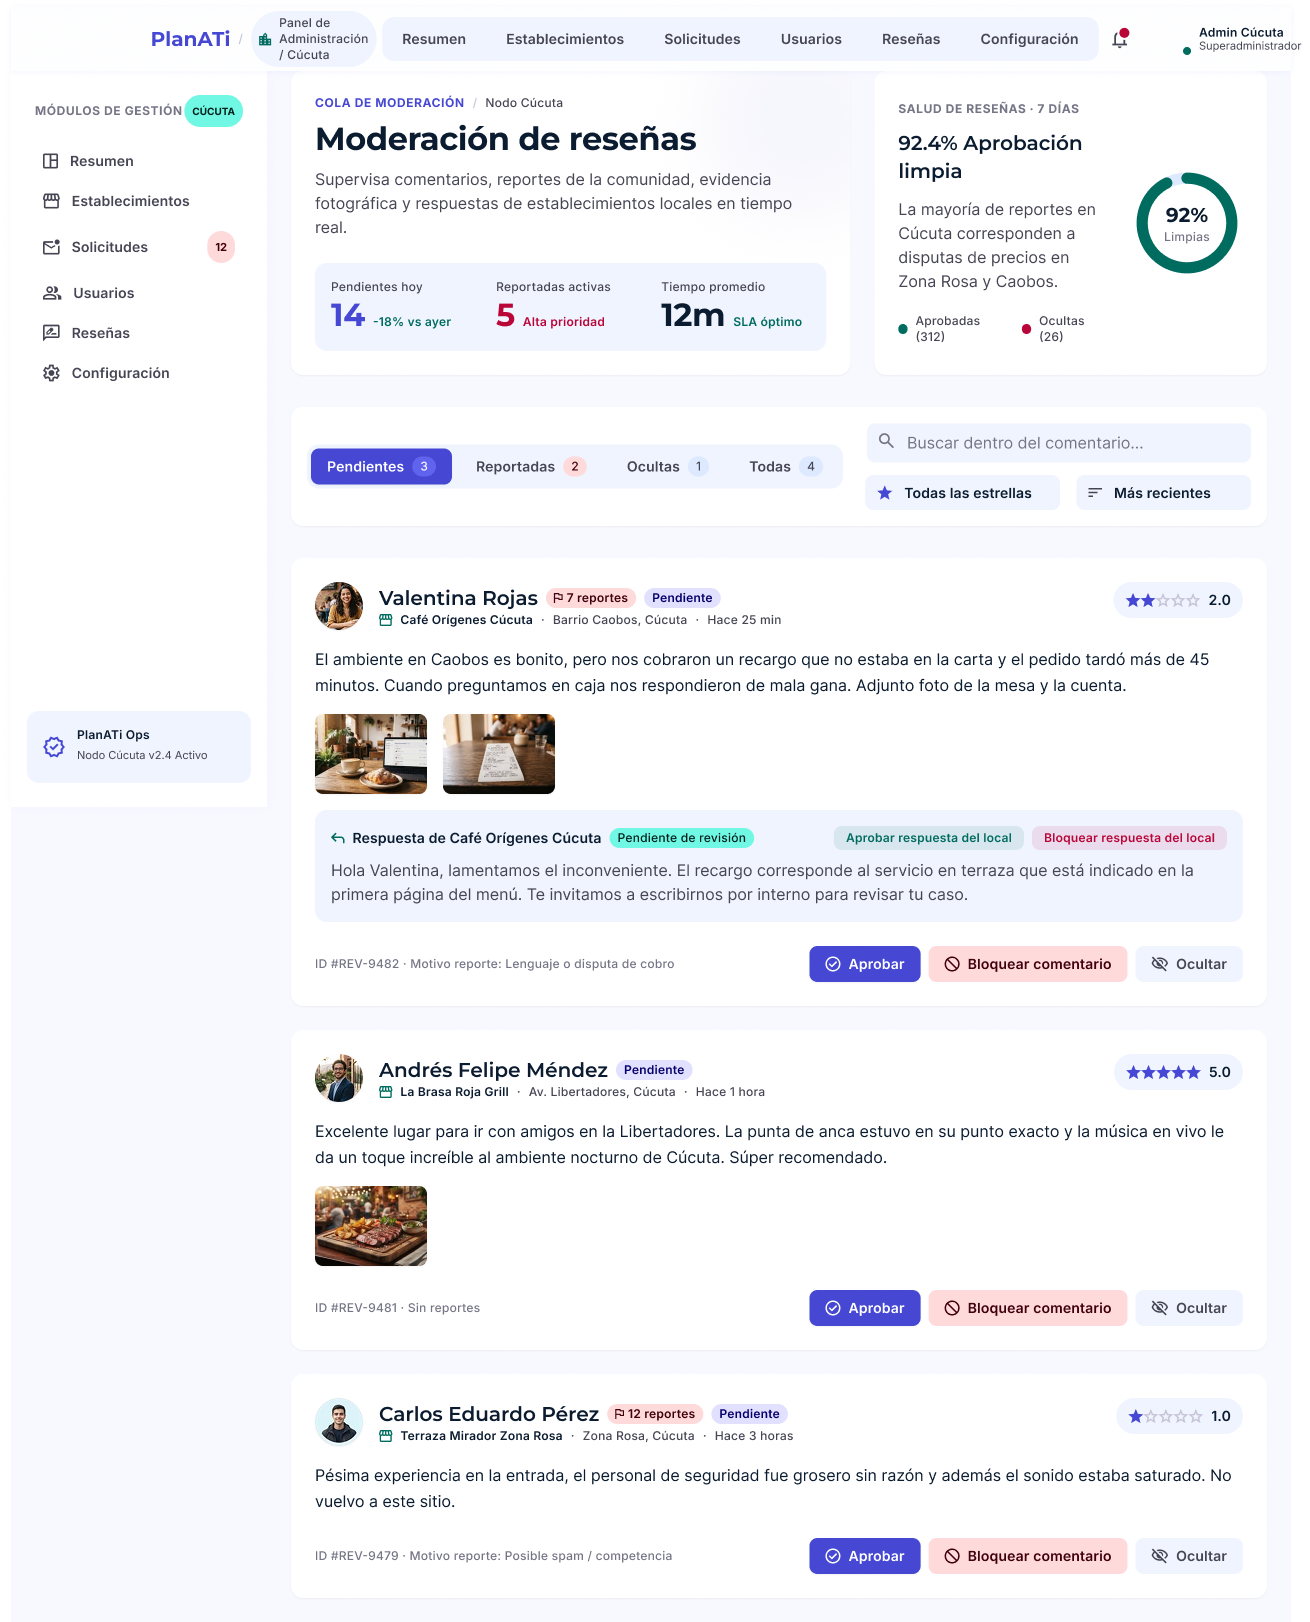 PlanATi
/
Panel de
Administración
/ Cúcuta
Resumen
Establecimientos
Solicitudes
Usuarios
Reseñas
Configuración
Admin Cúcuta
Superadministrador
MÓDULOS DE GESTIÓN
CÚCUTA
Resumen
Establecimientos
Solicitudes
12
Usuarios
Reseñas
Configuración
PlanATi Ops
Nodo Cúcuta v2.4 Activo
COLA DE MODERACIÓN / Nodo Cúcuta
Moderación de reseñas
Supervisa comentarios, reportes de la comunidad, evidencia
fotográfica y respuestas de establecimientos locales en tiempo
real.
Pendientes hoy
14 -18% vs ayer
Reportadas activas
5 Alta prioridad
Tiempo promedio
12m SLA óptimo
SALUD DE RESEÑAS · 7 DÍAS
92.4% Aprobación
limpia
La mayoría de reportes en
Cúcuta corresponden a
disputas de precios en
Zona Rosa y Caobos.
Aprobadas
(312)
Ocultas
(26)
92%
Limpias
Pendientes 3
Reportadas 2
Ocultas 1
Todas 4
Buscar dentro del comentario...
Todas las estrellas
Más recientes
Valentina Rojas
7 reportes
Pendiente
2.0
Café Orígenes Cúcuta · Barrio Caobos, Cúcuta · Hace 25 min
El ambiente en Caobos es bonito, pero nos cobraron un recargo que no estaba en la carta y el pedido tardó más de 45
minutos. Cuando preguntamos en caja nos respondieron de mala gana. Adjunto foto de la mesa y la cuenta.
Respuesta de Café Orígenes Cúcuta
Pendiente de revisión
Aprobar respuesta del local
Bloquear respuesta del local
Hola Valentina, lamentamos el inconveniente. El recargo corresponde al servicio en terraza que está indicado en la
primera página del menú. Te invitamos a escribirnos por interno para revisar tu caso.
ID #REV-9482 · Motivo reporte: Lenguaje o disputa de cobro
Aprobar
Bloquear comentario
Ocultar
Andrés Felipe Méndez
Pendiente
5.0
La Brasa Roja Grill · Av. Libertadores, Cúcuta · Hace 1 hora
Excelente lugar para ir con amigos en la Libertadores. La punta de anca estuvo en su punto exacto y la música en vivo le
da un toque increíble al ambiente nocturno de Cúcuta. Súper recomendado.
ID #REV-9481 · Sin reportes
Aprobar
Bloquear comentario
Ocultar
Carlos Eduardo Pérez
12 reportes
Pendiente
1.0
Terraza Mirador Zona Rosa · Zona Rosa, Cúcuta · Hace 3 horas
Pésima experiencia en la entrada, el personal de seguridad fue grosero sin razón y además el sonido estaba saturado. No
vuelvo a este sitio.
ID #REV-9479 · Motivo reporte: Posible spam / competencia
Aprobar
Bloquear comentario
Ocultar